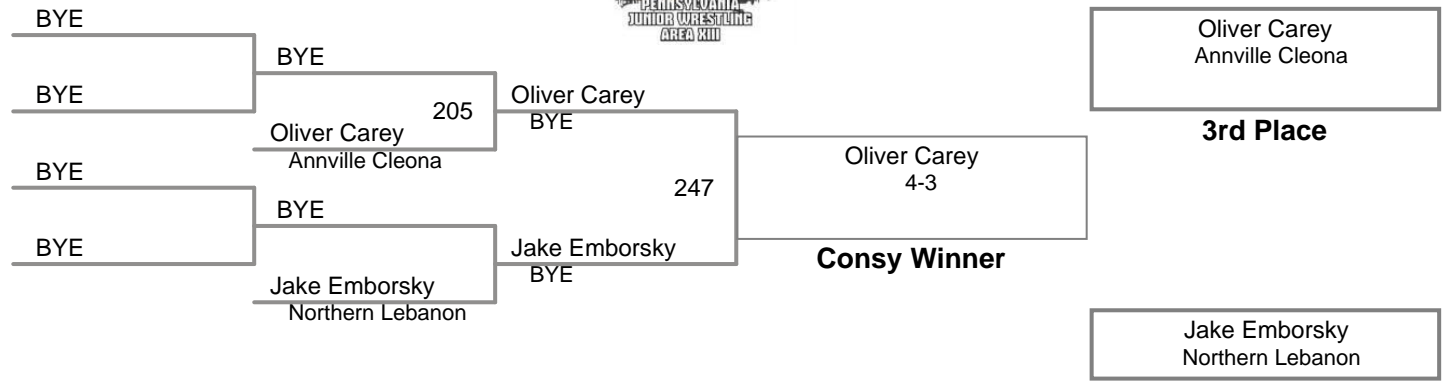 PENNSYLVANIA
JUNIOR WRESTLING
AREA XIII
BYE
BYE
BYE
BYE
BYE
205
Oliver Carey
Annville Cleona
BYE
Jake Emborsky
Northern Lebanon
Oliver Carey
BYE
247
Jake Emborsky
BYE
Oliver Carey
4-3
Consy Winner
Oliver Carey
Annville Cleona
3rd Place
Jake Emborsky
Northern Lebanon